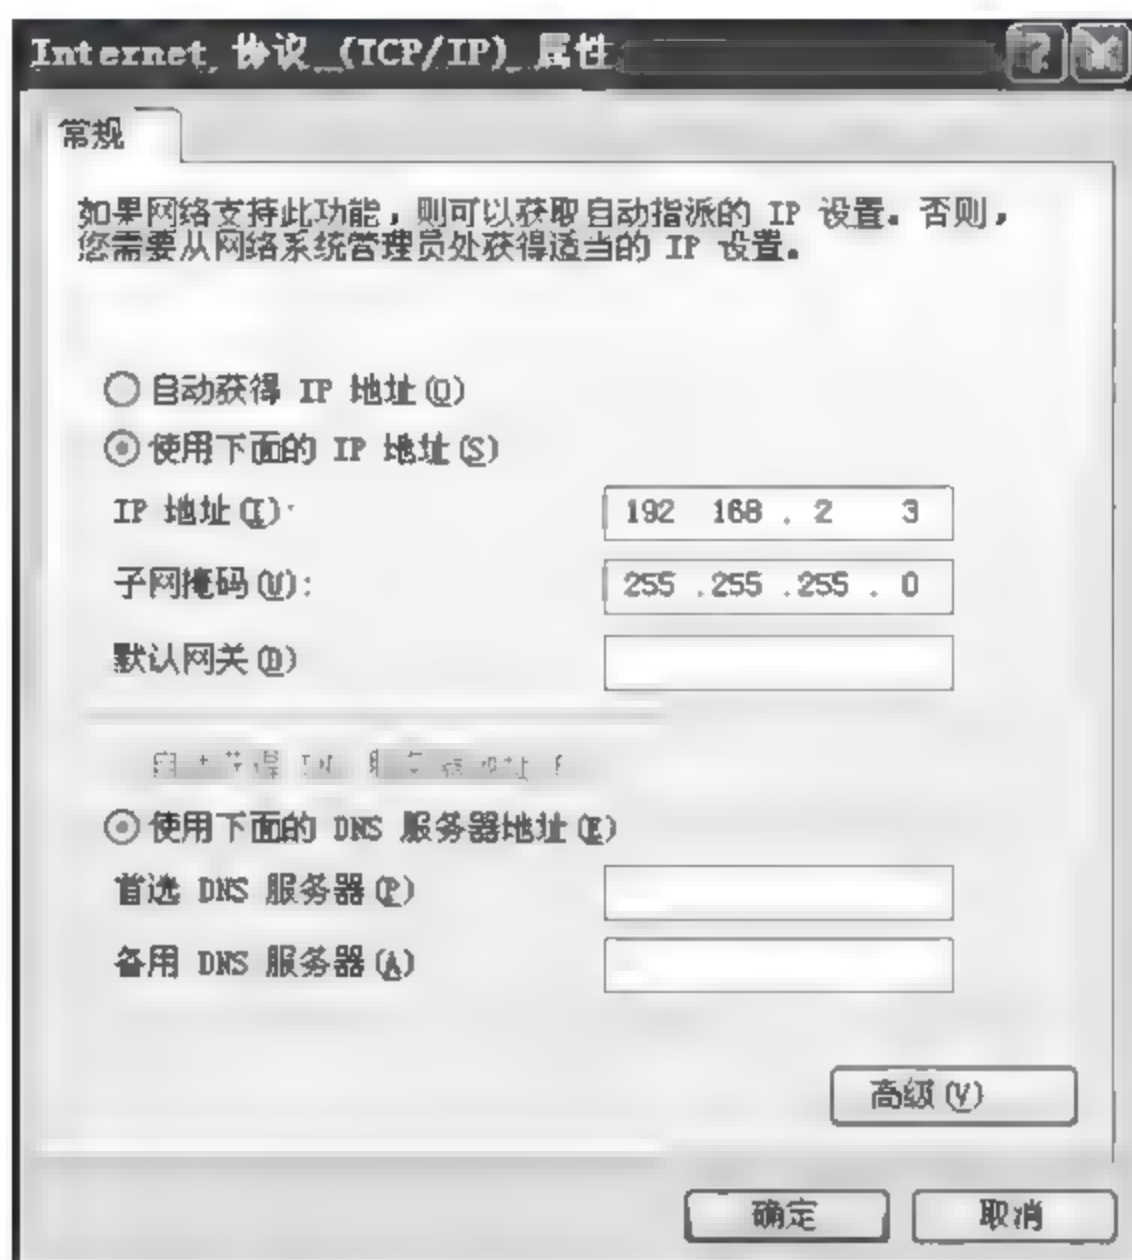 Internet 协议 (TCP/IP) 属性
常规
如果网络支持此功能，则可以获取自动指派的 IP 设置。否则，
您需要从网络系统管理员处获得适当的 IP 设置。
自动获得 IP 地址(O)
使用下面的 IP 地址(S)
IP 地址(I):
192 168 . 2 3
子网掩码(U):
255 .255 .255 . 0
默认网关(D)
使用下面的 DNS 服务器地址(E)
首选 DNS 服务器(P)
备用 DNS 服务器(A)
高级(V)
确定
取消